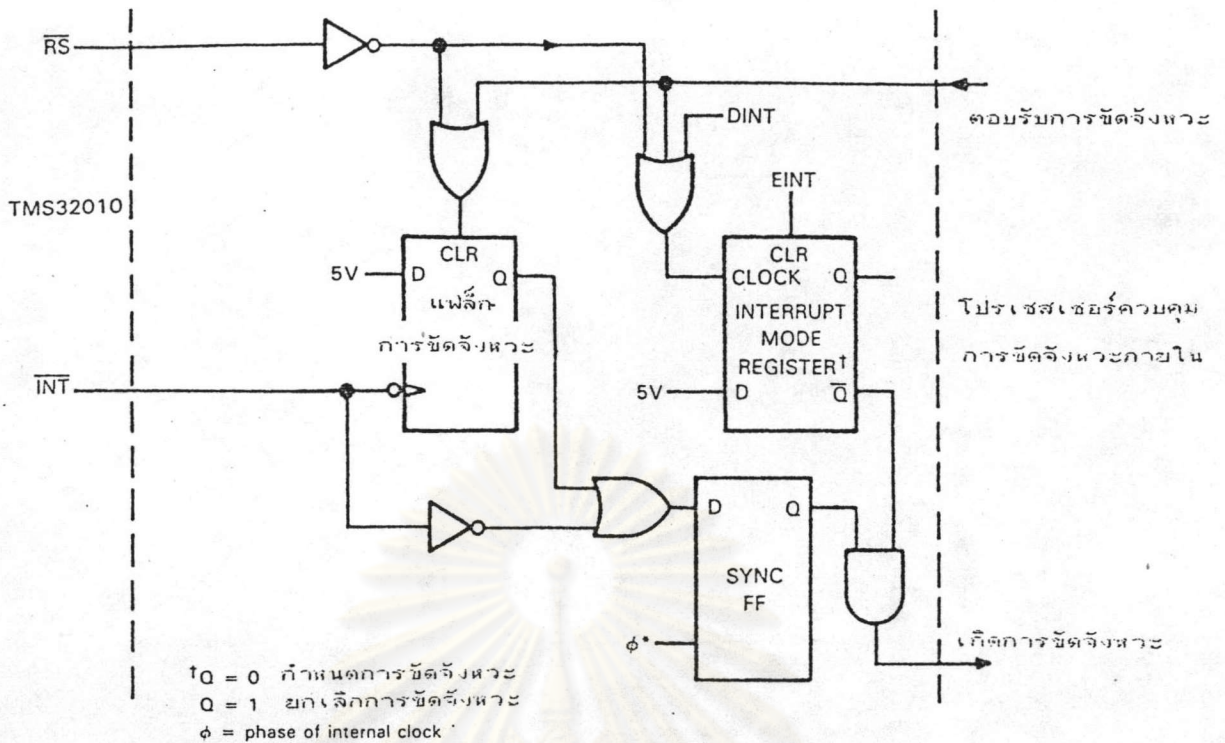 R̅S̅
ตอบรับการขัดจังหวะ
DINT
EINT
TMS32010
CLR
5V
D
Q
แฟล็ก
การขัดจังหวะ
CLR
CLOCK
Q
INTERRUPT
MODE
REGISTER†
5V
D
Q̅
โปรเซสเซอร์ควบคุม
การขัดจังหวะภายใน
I̅N̅T̅
D
Q
SYNC
FF
φ*
เกิดการขัดจังหวะ
†Q = 0 กำหนดการขัดจังหวะ
Q = 1 ยกเลิกการขัดจังหวะ
φ = phase of internal clock